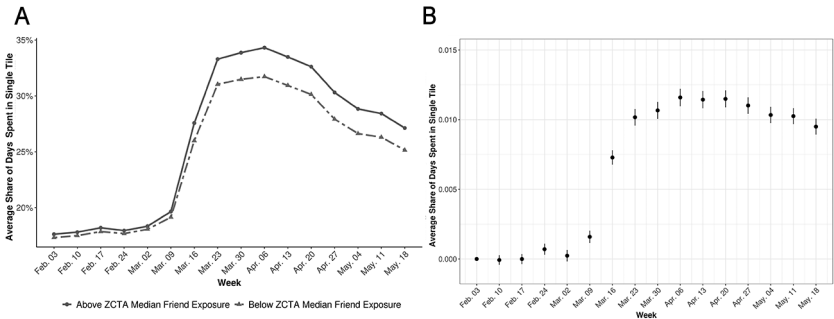 A
Average Share of Days Spent in Single Tile
35%
30%
25%
20%
Feb. 03
Feb. 10
Feb. 17
Feb. 24
Mar. 02
Mar. 09
Mar. 16
Mar. 23
Mar. 30
Apr. 06
Apr. 13
Apr. 20
Apr. 27
May. 04
May. 11
May. 18
Week
Above ZCTA Median Friend Exposure
Below ZCTA Median Friend Exposure
B
Average Share of Days Spent in Single Tile
0.015
0.010
0.005
0.000
Feb. 03
Feb. 10
Feb. 17
Feb. 24
Mar. 02
Mar. 09
Mar. 16
Mar. 23
Mar. 30
Apr. 06
Apr. 13
Apr. 20
Apr. 27
May. 04
May. 11
May. 18
Week